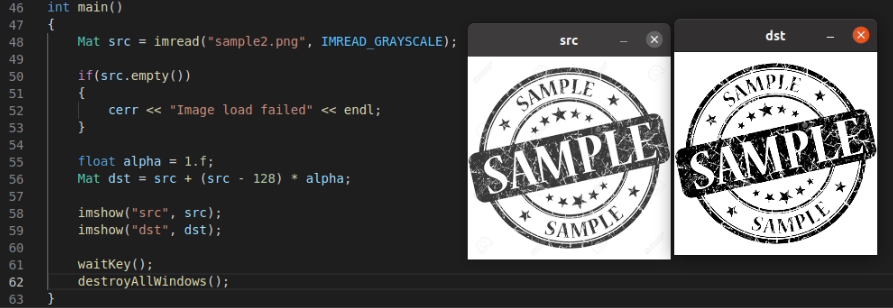 46 int main()
47 {
48 Mat src = imread("sample2.png", IMREAD_GRAYSCALE);
49
50 if(src.empty())
51 {
52 cerr << "Image load failed" << endl;
53 }
54
55 float alpha = 1.f;
56 Mat dst = src + (src - 128) * alpha;
57
58 imshow("src", src);
59 imshow("dst", dst);
60
61 waitKey();
62 destroyAllWindows();
63 }
src
SAMPLE
SAMPLE
SAMPLE
dst
SAMPLE
SAMPLE
SAMPLE